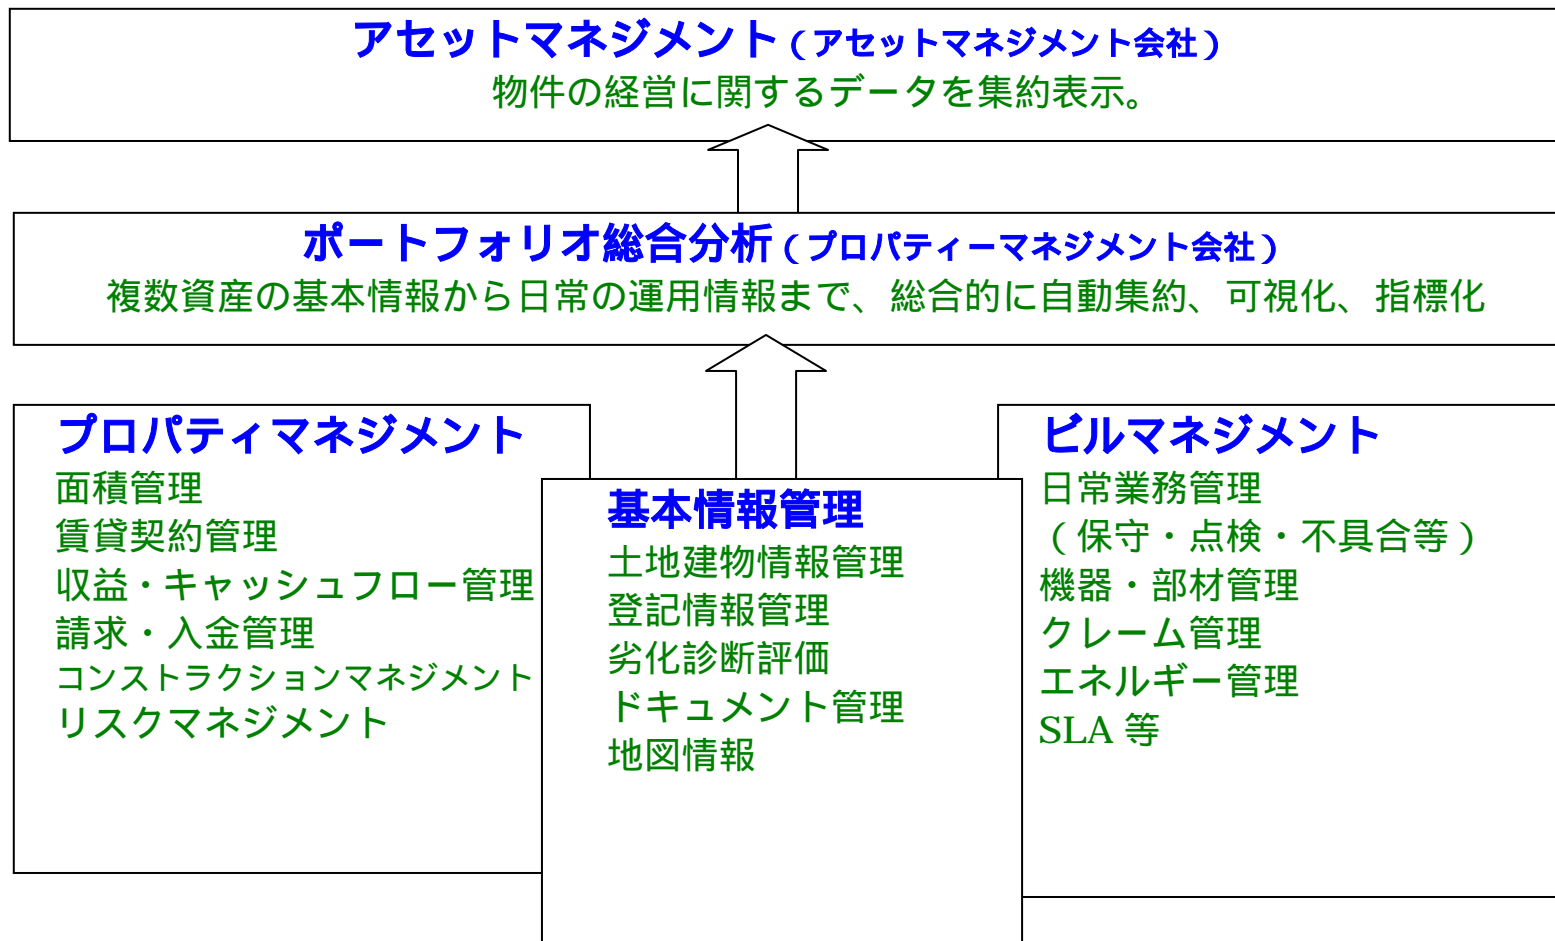 アセットマネジメント（アセットマネジメント会社）
物件の経営に関するデータを集約表示。
ポートフォリオ総合分析（プロパティーマネジメント会社）
複数資産の基本情報から日常の運用情報まで、総合的に自動集約、可視化、指標化
プロパティマネジメント
面積管理
賃貸契約管理
収益・キャッシュフロー管理
請求・入金管理
コンストラクションマネジメント
リスクマネジメント
基本情報管理
土地建物情報管理
登記情報管理
劣化診断評価
ドキュメント管理
地図情報
ビルマネジメント
日常業務管理
（保守・点検・不具合等）
機器・部材管理
クレーム管理
エネルギー管理
SLA 等